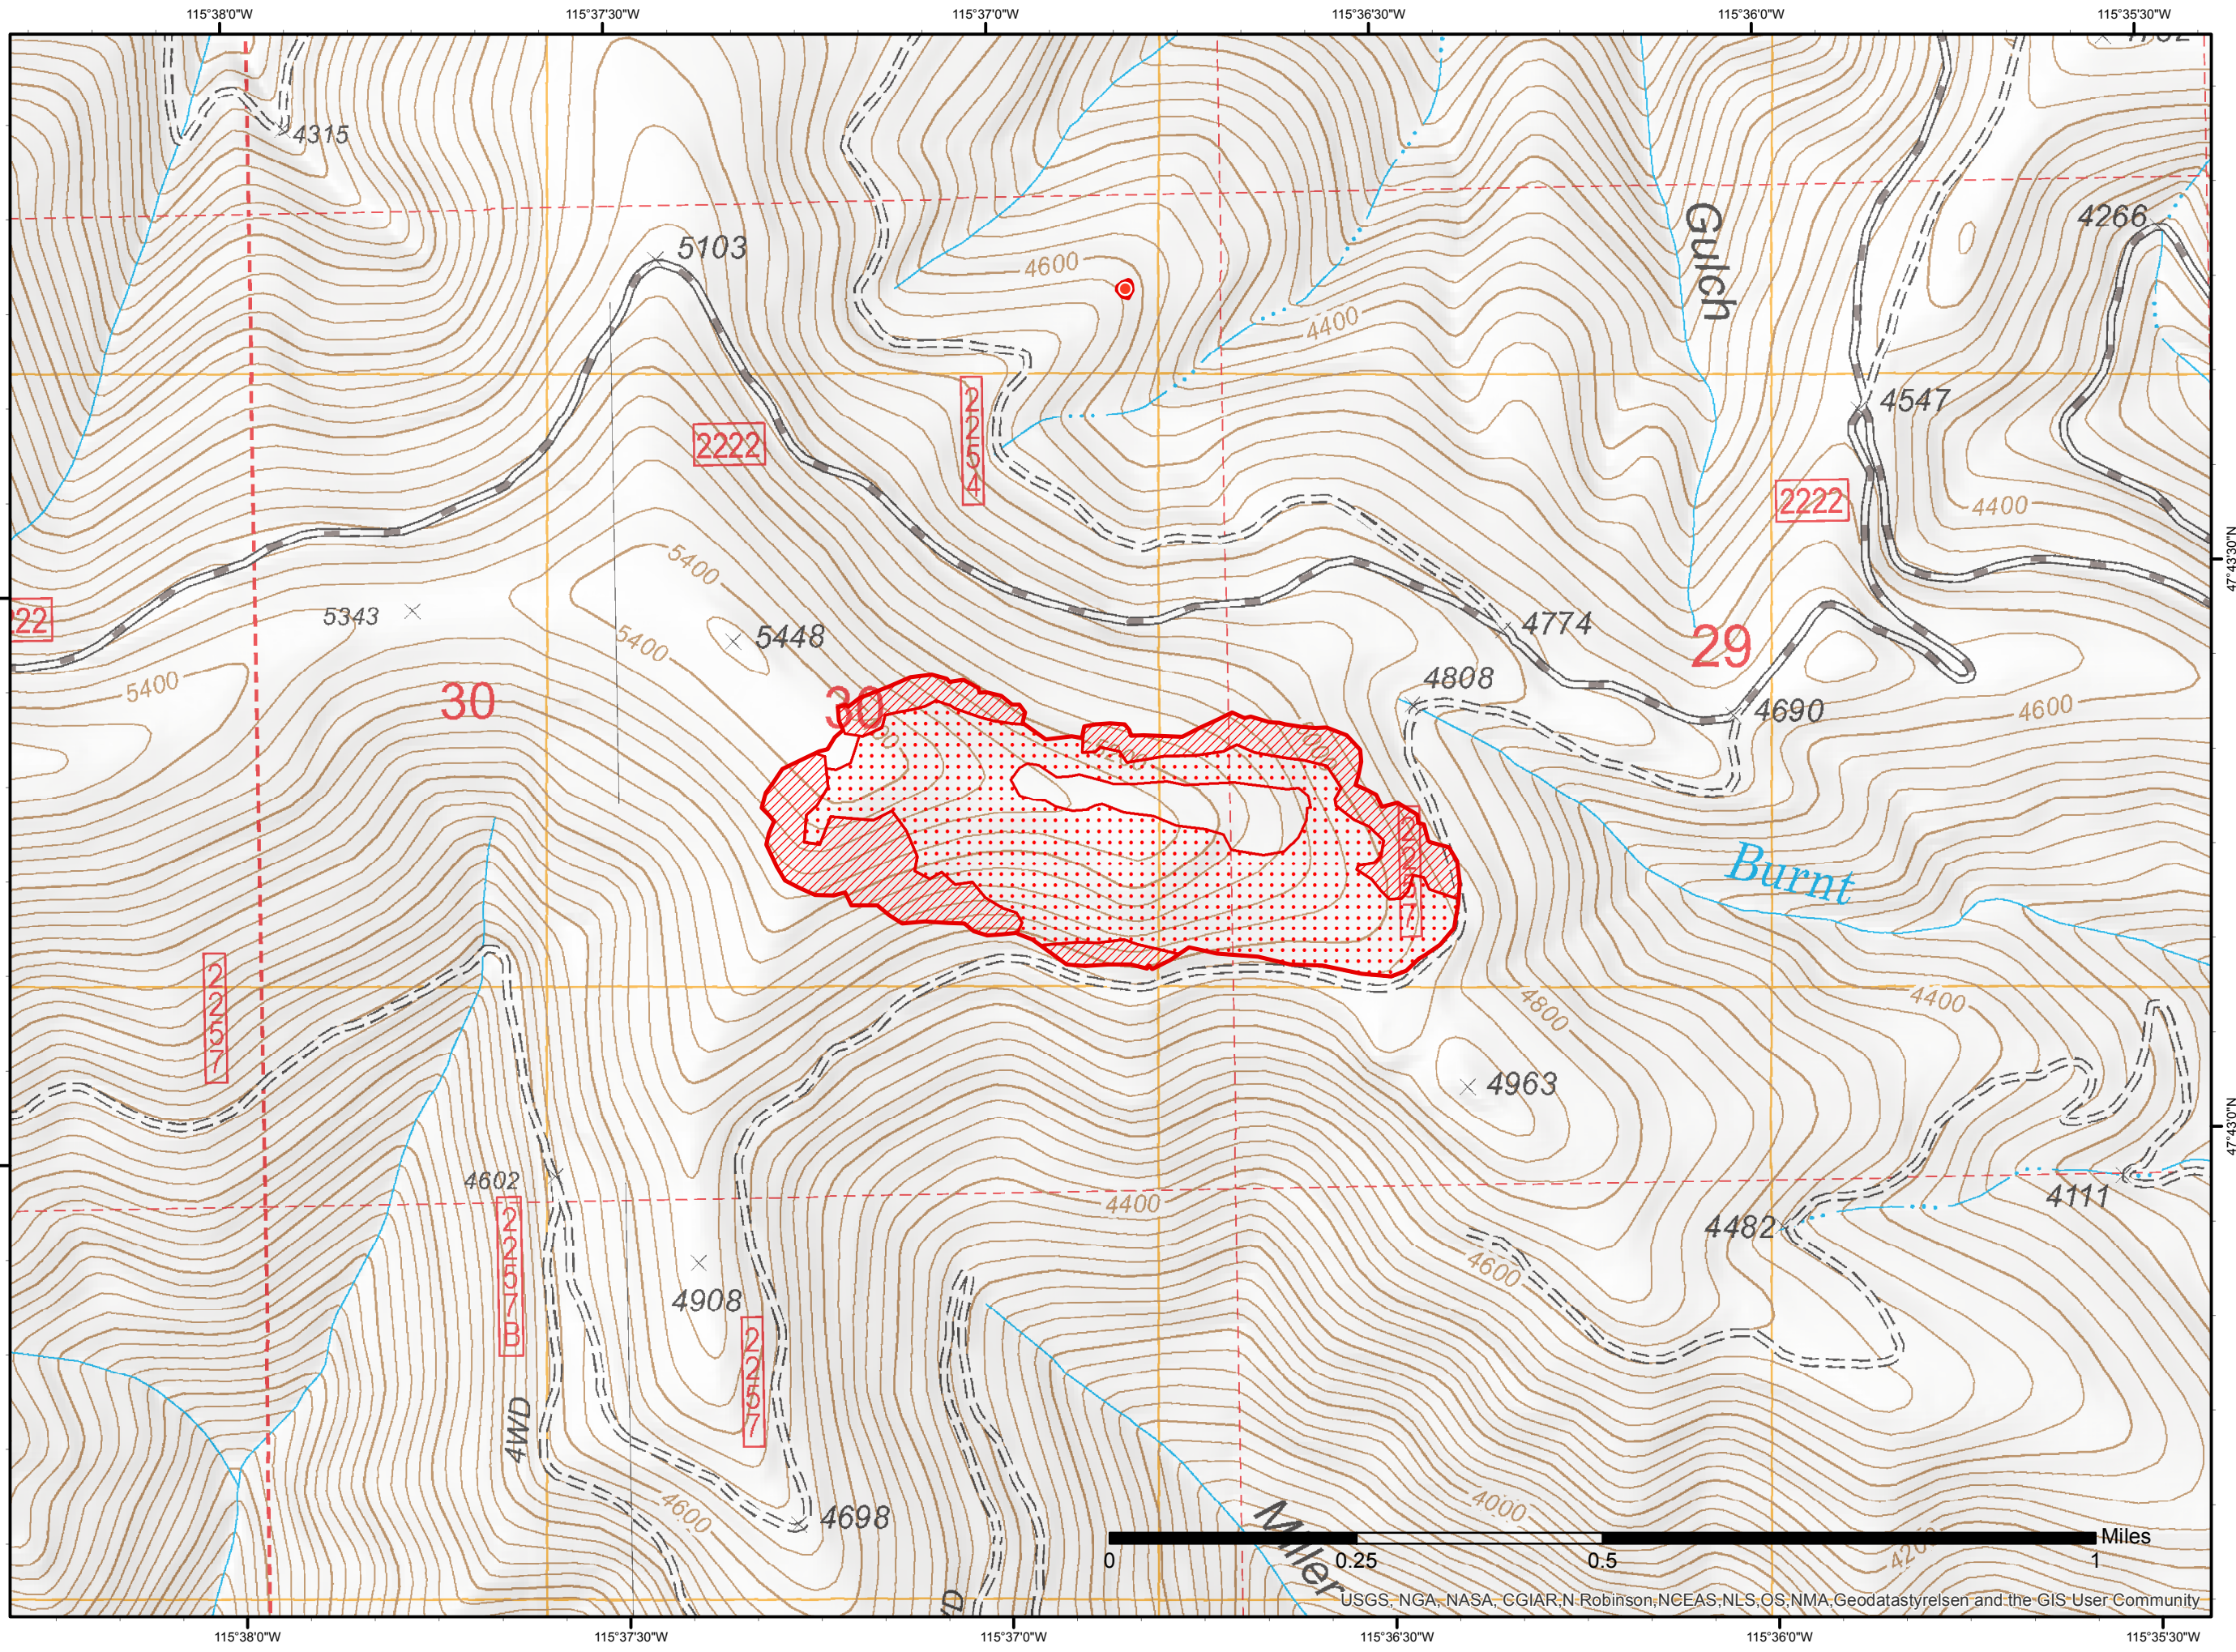 115°38'0"W
115°37'30"W
115°37'0"W
115°36'30"W
115°36'0"W
115°35'30"W
4315
5103
4600
4400
Gulch
4266
2222
2254
4547
2222
4400
47°43'30"N
5400
5343
5448
5400
4774
29
4808
4690
4600
5400
30
30
2257
Burnt
2257
4800
4400
4963
47°43'0"N
4602
4400
4111
4482
2257B
4600
4908
2257
4WD
4600
4698
4000
Miller
Miles
0
0.25
0.5
1
USGS, NGA, NASA, CGIAR,N Robinson,NCEAS,NLS,OS,NMA,Geodatastyrelsen and the GIS User Community
115°38'0"W
115°37'30"W
115°37'0"W
115°36'30"W
115°36'0"W
115°35'30"W